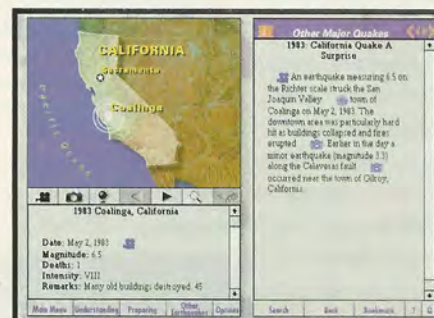 CALIFORNIA
Sacramento
Coalinga
Pacific Ocean
1983 Coalinga, California
Date: May 2, 1983
Magnitude: 6.5
Deaths: 1
Intensity: VIII
Remarks: Many old buildings destroyed. 45
Main Menu Understanding Preparing Other Earthquakes Options
Other Major Quakes
1983: California Quake A
Surprise
An earthquake measuring 6.5 on
the Richter scale struck the San
Joaquin Valley town of
Coalinga on May 2, 1983. The
downtown area was particularly hard
hit as buildings collapsed and fires
erupted. Earlier in the day a
minor earthquake (magnitude 3.3)
along the Calaveras fault
occurred near the town of Gilroy,
California.
Search Back Bookmark ?